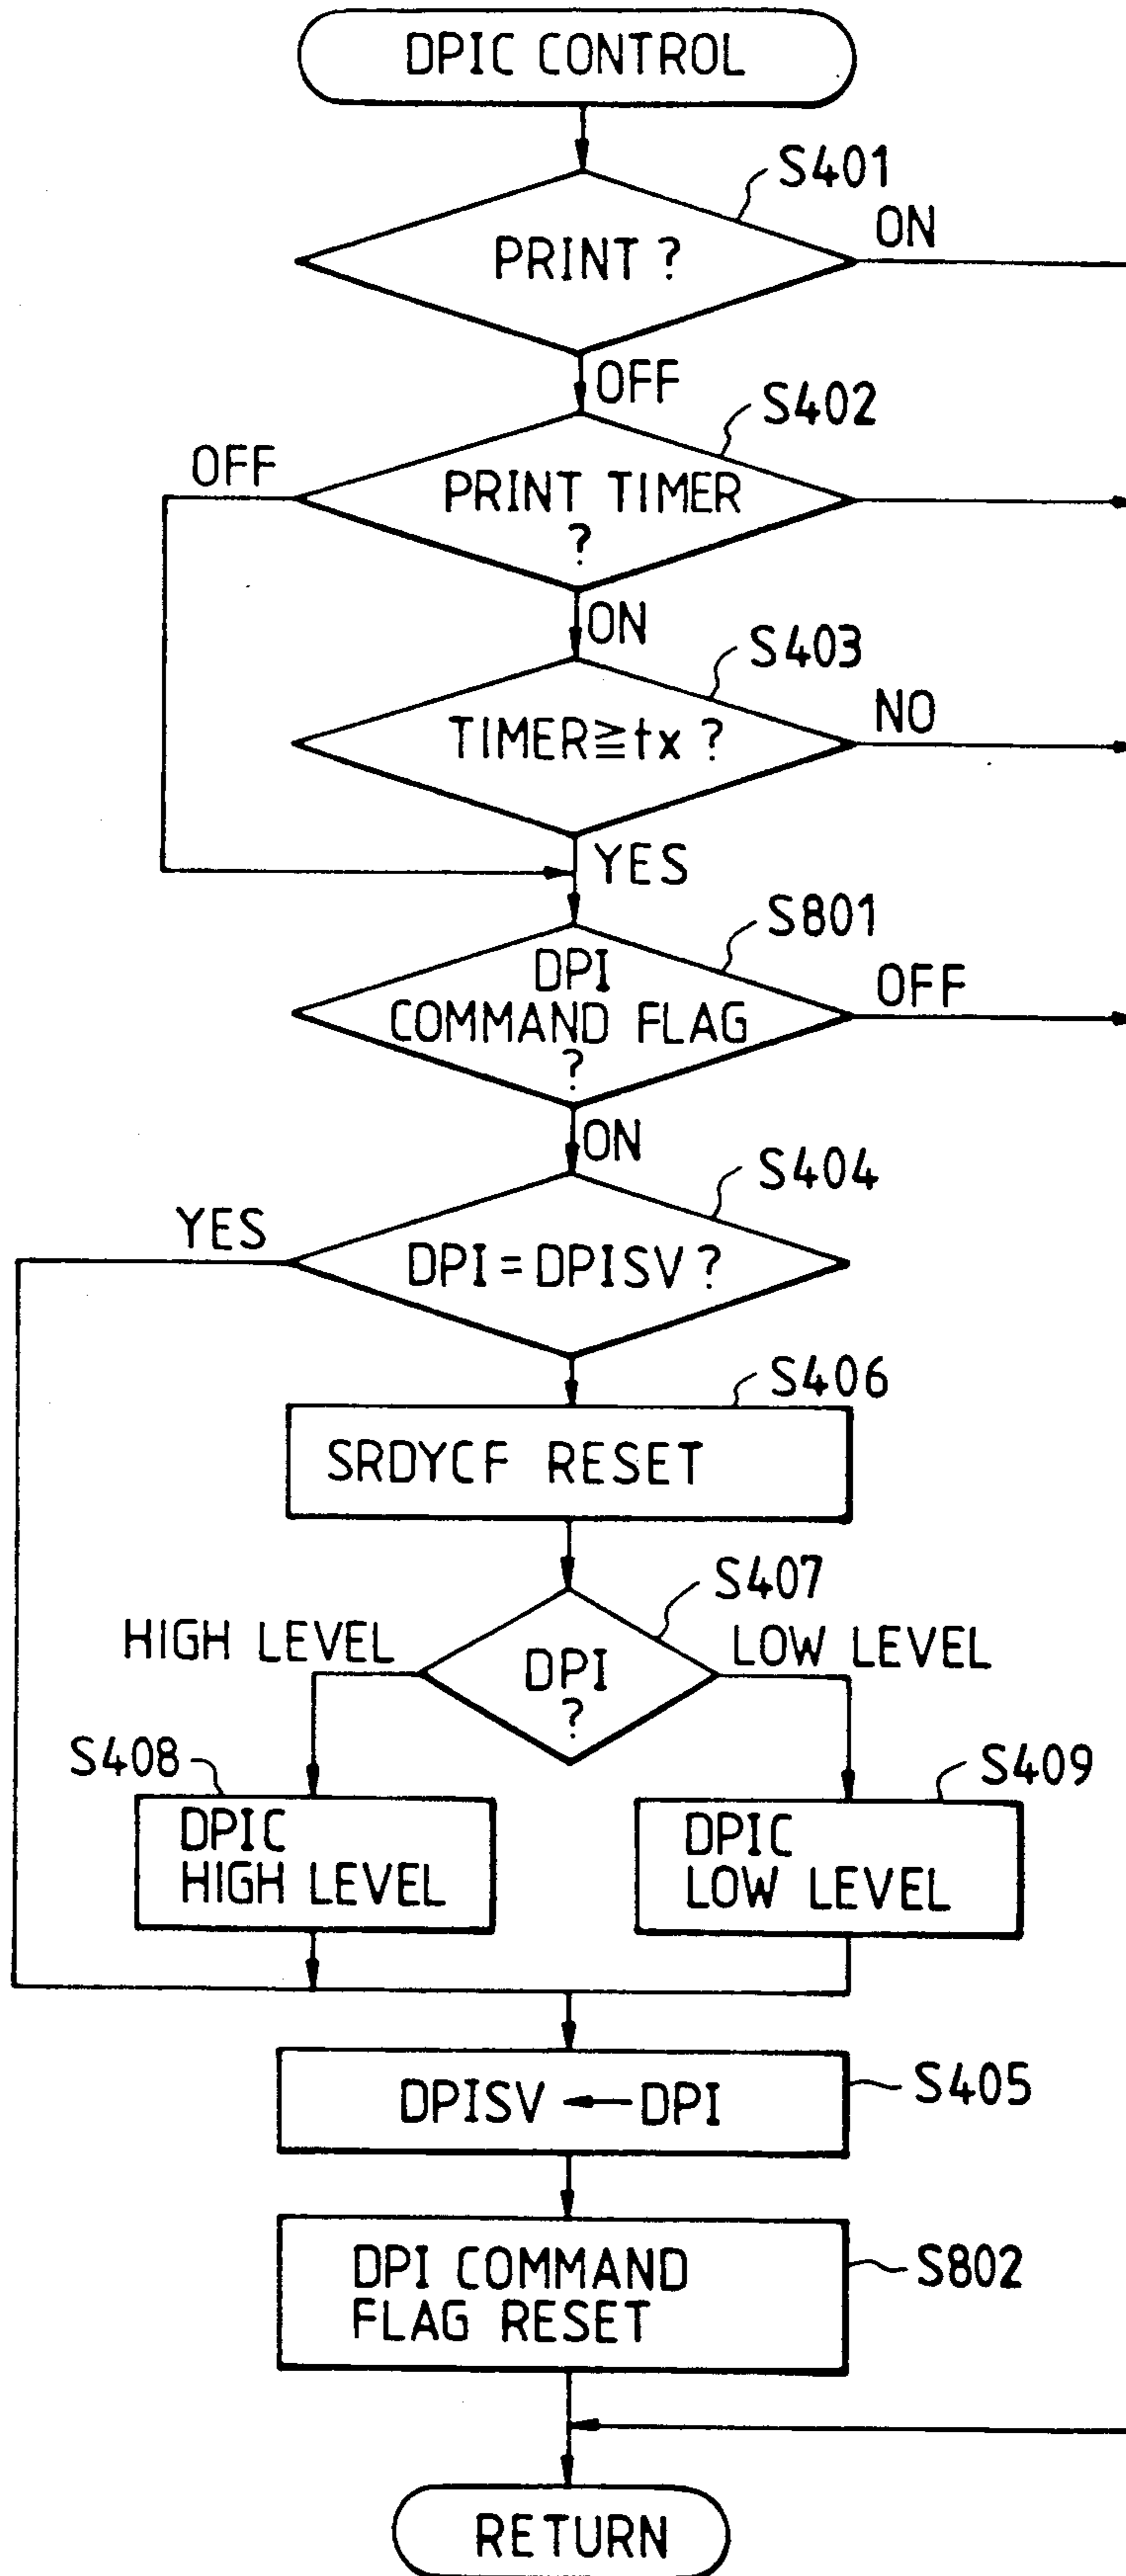 DPIC CONTROL
S401
PRINT ?
ON
OFF
S402
OFF
PRINT TIMER
?
ON
S403
TIMER≧tx ?
NO
YES
S801
DPI
COMMAND FLAG
?
OFF
ON
S404
YES
DPI = DPISV ?
S406
SRDYCF RESET
S407
HIGH LEVEL
DPI
?
LOW LEVEL
S408
DPIC
HIGH LEVEL
S409
DPIC
LOW LEVEL
DPISV ← DPI
S405
DPI COMMAND
FLAG RESET
S802
RETURN